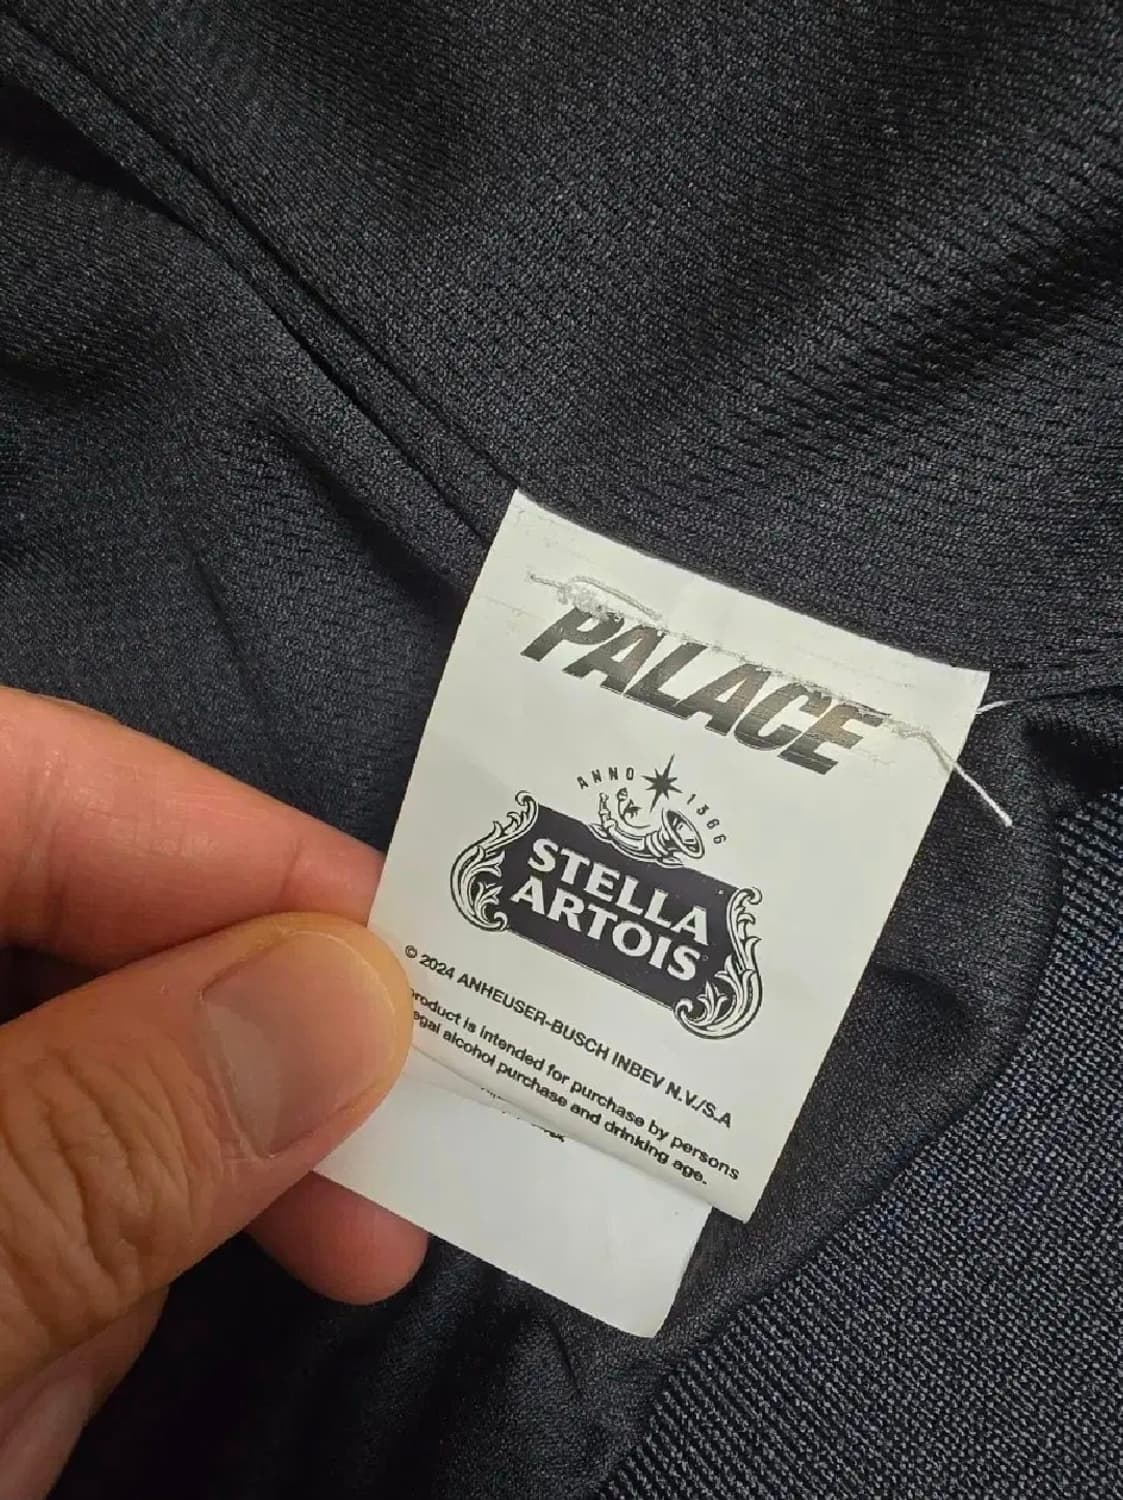 PALACE
ANNO 1366
STELLA
ARTOIS
© 2024 ANHEUSER-BUSCH INBEV N.V./S.A
product is intended for purchase by persons
egal alcohol purchase and drinking age.